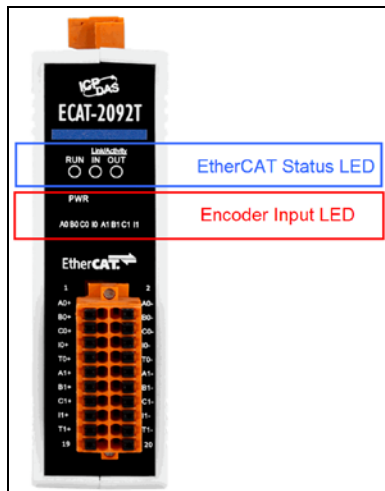 ICP
DAS
ECAT-2092T
Link/Activity
RUN IN OUT
EtherCAT Status LED
PWR
Encoder Input LED
A0 B0 C0 I0 A1 B1 C1 I1
EtherCAT
1 2
A0+ A0-
B0+ B0-
C0+ C0-
I0+ I0-
T0+ T0-
A1+ A1-
B1+ B1-
C1+ C1-
I1+ I1-
T1+ T1-
19 20